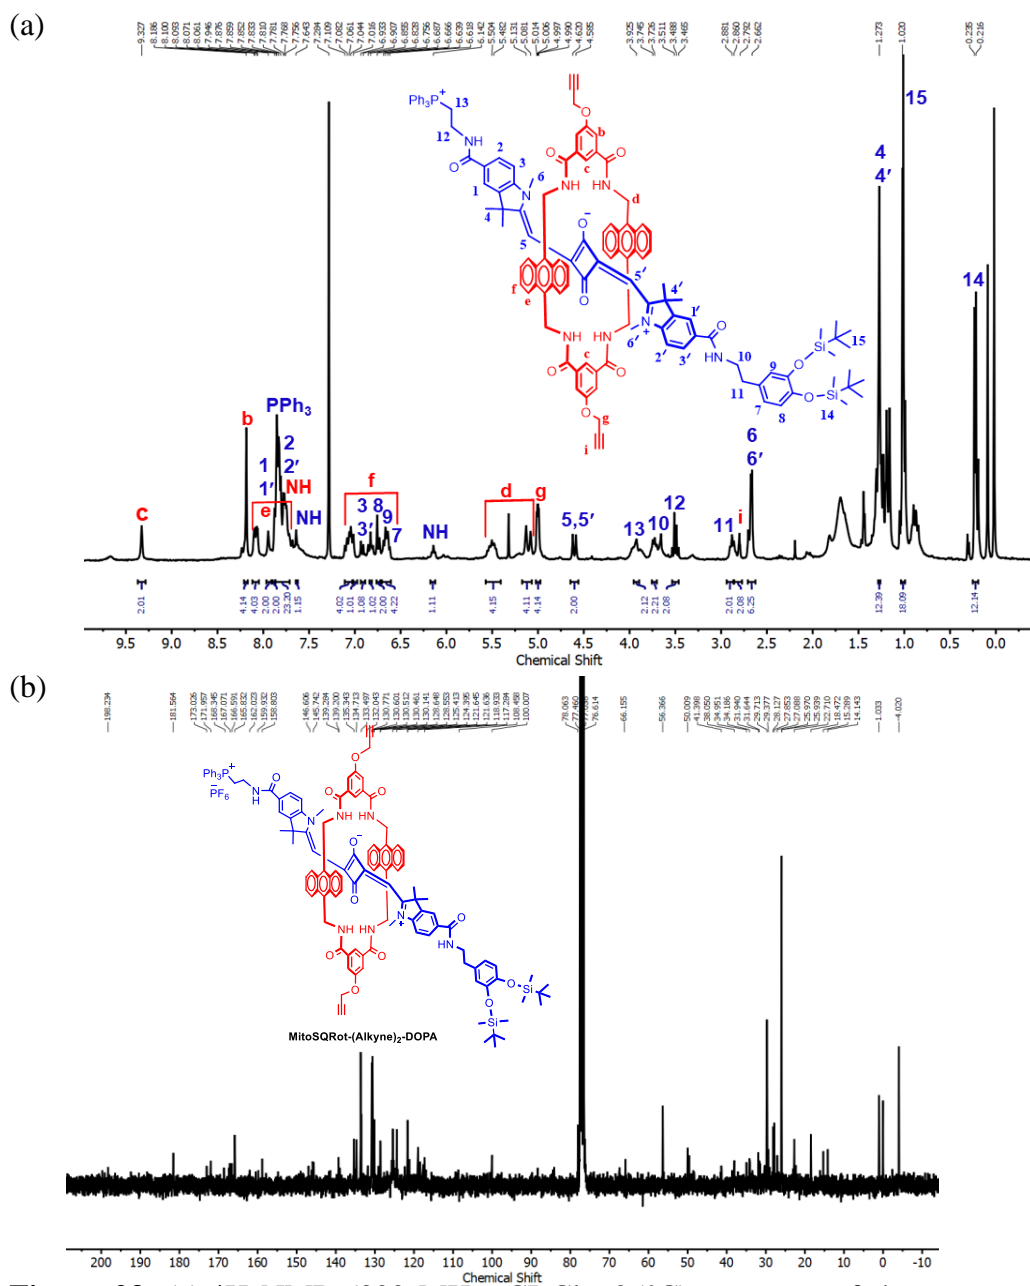 (a)
9.327
8.186
8.100
8.093
8.071
8.061
7.946
7.876
7.859
7.852
7.833
7.810
7.781
7.768
7.756
7.643
7.284
7.109
7.082
7.061
7.044
7.016
6.933
6.907
6.855
6.828
6.756
6.687
6.666
6.639
6.618
6.142
5.504
5.482
5.131
5.081
5.014
5.006
4.997
4.990
4.620
4.585
3.925
3.745
3.726
3.511
3.488
3.465
2.881
2.860
2.792
2.662
1.273
1.020
0.235
0.216
Ph3P+
13
12
NH
O
2
3
1
N
6
4
5
O
b
O
O
c
NH
HN
d
O−
O
f
e
5′
4′
N+
6′
1′
2′
3′
O
NH
10
11
9
7
8
O
Si
15
O
Si
14
NH
HN
c
O
O
O
g
i
15
4
4′
14
PPh3
b
2
1
2′
1′
NH
e
C
NH
f
3
8
3′
9
7
NH
d
g
5,5′
13
10
12
11
i
6
6′
2.01
4.14
4.03
2.00
2.00
23.20
1.15
4.02
1.01
1.08
1.02
2.00
4.22
1.11
4.15
4.11
4.14
2.00
2.12
2.21
2.08
2.01
2.08
6.25
12.39
18.09
12.14
9.5 9.0 8.5 8.0 7.5 7.0 6.5 6.0 5.5 5.0 4.5 4.0 3.5 3.0 2.5 2.0 1.5 1.0 0.5 0.0
Chemical Shift
(b)
198.234
181.564
173.026
171.957
168.345
167.071
166.591
165.832
162.023
159.932
158.803
146.606
145.742
139.284
139.200
135.343
134.713
133.497
132.043
130.771
130.601
130.512
130.461
130.141
128.648
128.553
125.413
124.395
121.645
121.636
118.933
117.284
108.458
100.007
78.063
77.460
77.036
76.614
66.155
56.366
50.009
41.398
38.050
34.951
34.186
31.940
31.644
29.713
29.377
28.127
27.853
27.088
25.970
25.939
22.710
18.472
15.289
14.143
1.033
-4.020
Ph3P+
−
PF6
N
H
O
N
O
O
O
NH
HN
O−
O
N+
O
NH
NH
HN
O
O
O
O
Si
O
Si
MitoSQRot-(Alkyne)2-DOPA
200 190 180 170 160 150 140 130 120 110 100 90 80 70 60 50 40 30 20 10 0 -10
Chemical Shift